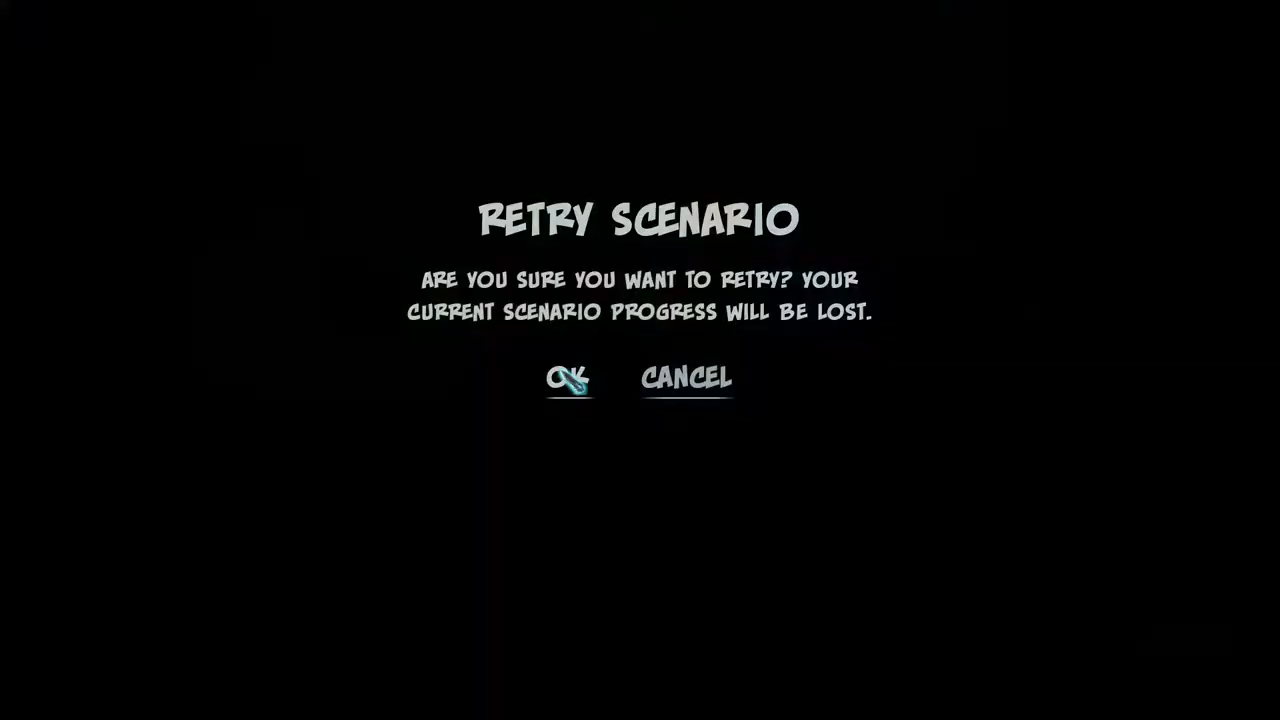 RETRY SCENARIO
ARE YOU SURE YOU WANT TO RETRY? YOUR
CURRENT SCENARIO PROGRESS WILL BE LOST.
OK CANCEL